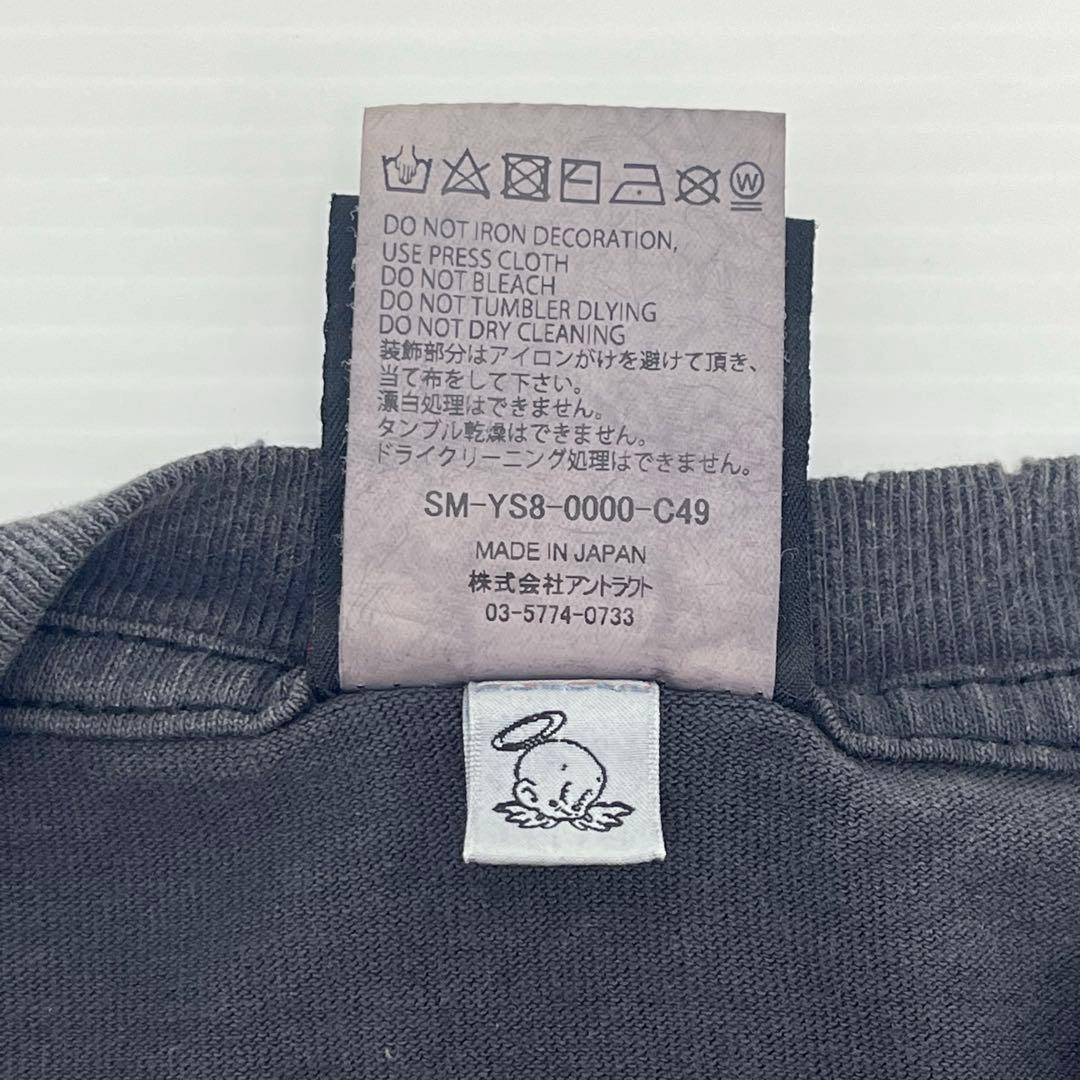 DO NOT IRON DECORATION,
USE PRESS CLOTH
DO NOT BLEACH
DO NOT TUMBLER DLYING
DO NOT DRY CLEANING
装飾部分はアイロンがけを避けて頂き、
当て布をして下さい。
漂白処理はできません。
タンブル乾燥はできません。
ドライクリーニング処理はできません。
SM-YS8-0000-C49
MADE IN JAPAN
株式会社アントラクト
03-5774-0733